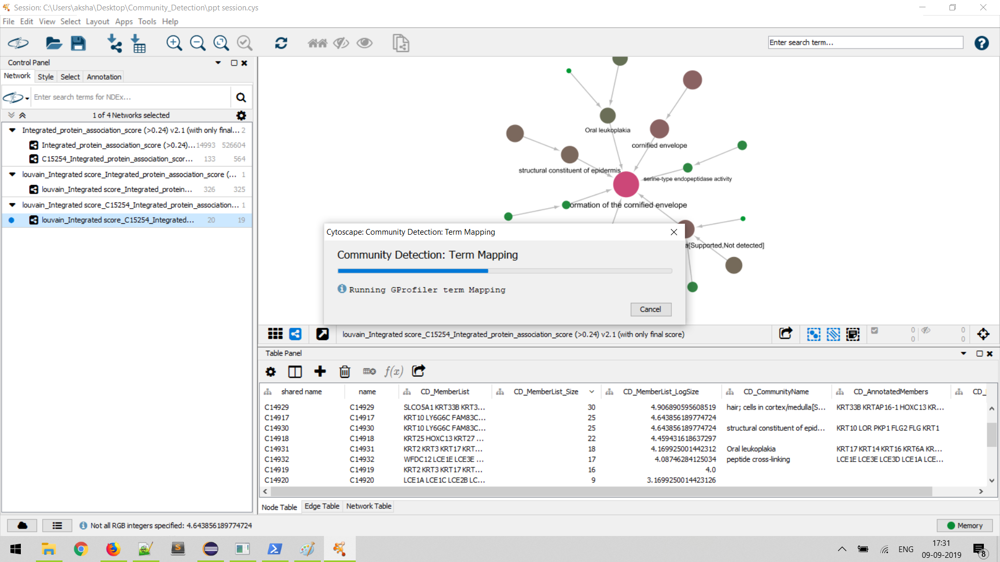 Session: C:\Users\aksha\Desktop\Community_Detection\ppt session.cys
File Edit View Select Layout Apps Tools Help
Enter search term...
Control Panel
Network Style Select Annotation
Enter search terms for NDEx...
1 of 4 Networks selected
Integrated_protein_association_score (>0.24) v2.1 (with only final... 2
Integrated_protein_association_score (>0.24)... 14993 526604
C15254_Integrated_protein_association_scor... 133 564
louvain_Integrated score_Integrated_protein_association_score (... 1
louvain_Integrated score_Integrated_protein... 326 325
louvain_Integrated score_C15254_Integrated_protein_association... 1
louvain_Integrated score_C15254_Integrated... 20 19
Oral leukoplakia
cornified envelope
structural constituent of epidermis
serine-type endopeptidase activity
ormation of the cornified envelope
a[Supported,Not detected]
Cytoscape: Community Detection: Term Mapping
Community Detection: Term Mapping
Running GProfiler term Mapping
Cancel
louvain_Integrated score_C15254_Integrated_protein_association_score (>0.24) v2.1 (with only final score)
0 0
0 0
Table Panel
f(x)
shared name name CD_MemberList CD_MemberList_Size CD_MemberList_LogSize CD_CommunityName CD_AnnotatedMembers CD_
C14929 C14929 SLCO5A1 KRT33B KRT3... 30 4.906890595608519 hair; cells in cortex/medulla[S... KRT33B KRTAP16-1 HOXC13 KR...
C14917 C14917 KRT10 LY6G6C FAM83C... 25 4.643856189774724
C14930 C14930 KRT10 LY6G6C FAM83C... 25 4.643856189774724 structural constituent of epid... KRT10 LOR PKP1 FLG2 FLG KRT1
C14918 C14918 KRT25 HOXC13 KRT27 ... 22 4.459431618637297
C14931 C14931 KRT2 KRT3 KRT17 KRT... 18 4.169925001442312 Oral leukoplakia KRT17 KRT14 KRT16 KRT6A KR...
C14932 C14932 WFDC12 LCE1E LCE3E ... 17 4.08746284125034 peptide cross-linking LCE1E LCE3E LCE3D LCE1A LCE...
C14919 C14919 KRT2 KRT3 KRT17 KRT... 16 4.0
C14920 C14920 LCE1A LCE1C LCE2B LC... 9 3.1699250014423126
Node Table Edge Table Network Table
Not all RGB integers specified: 4.643856189774724
Memory
ENG
17:31
09-09-2019
8